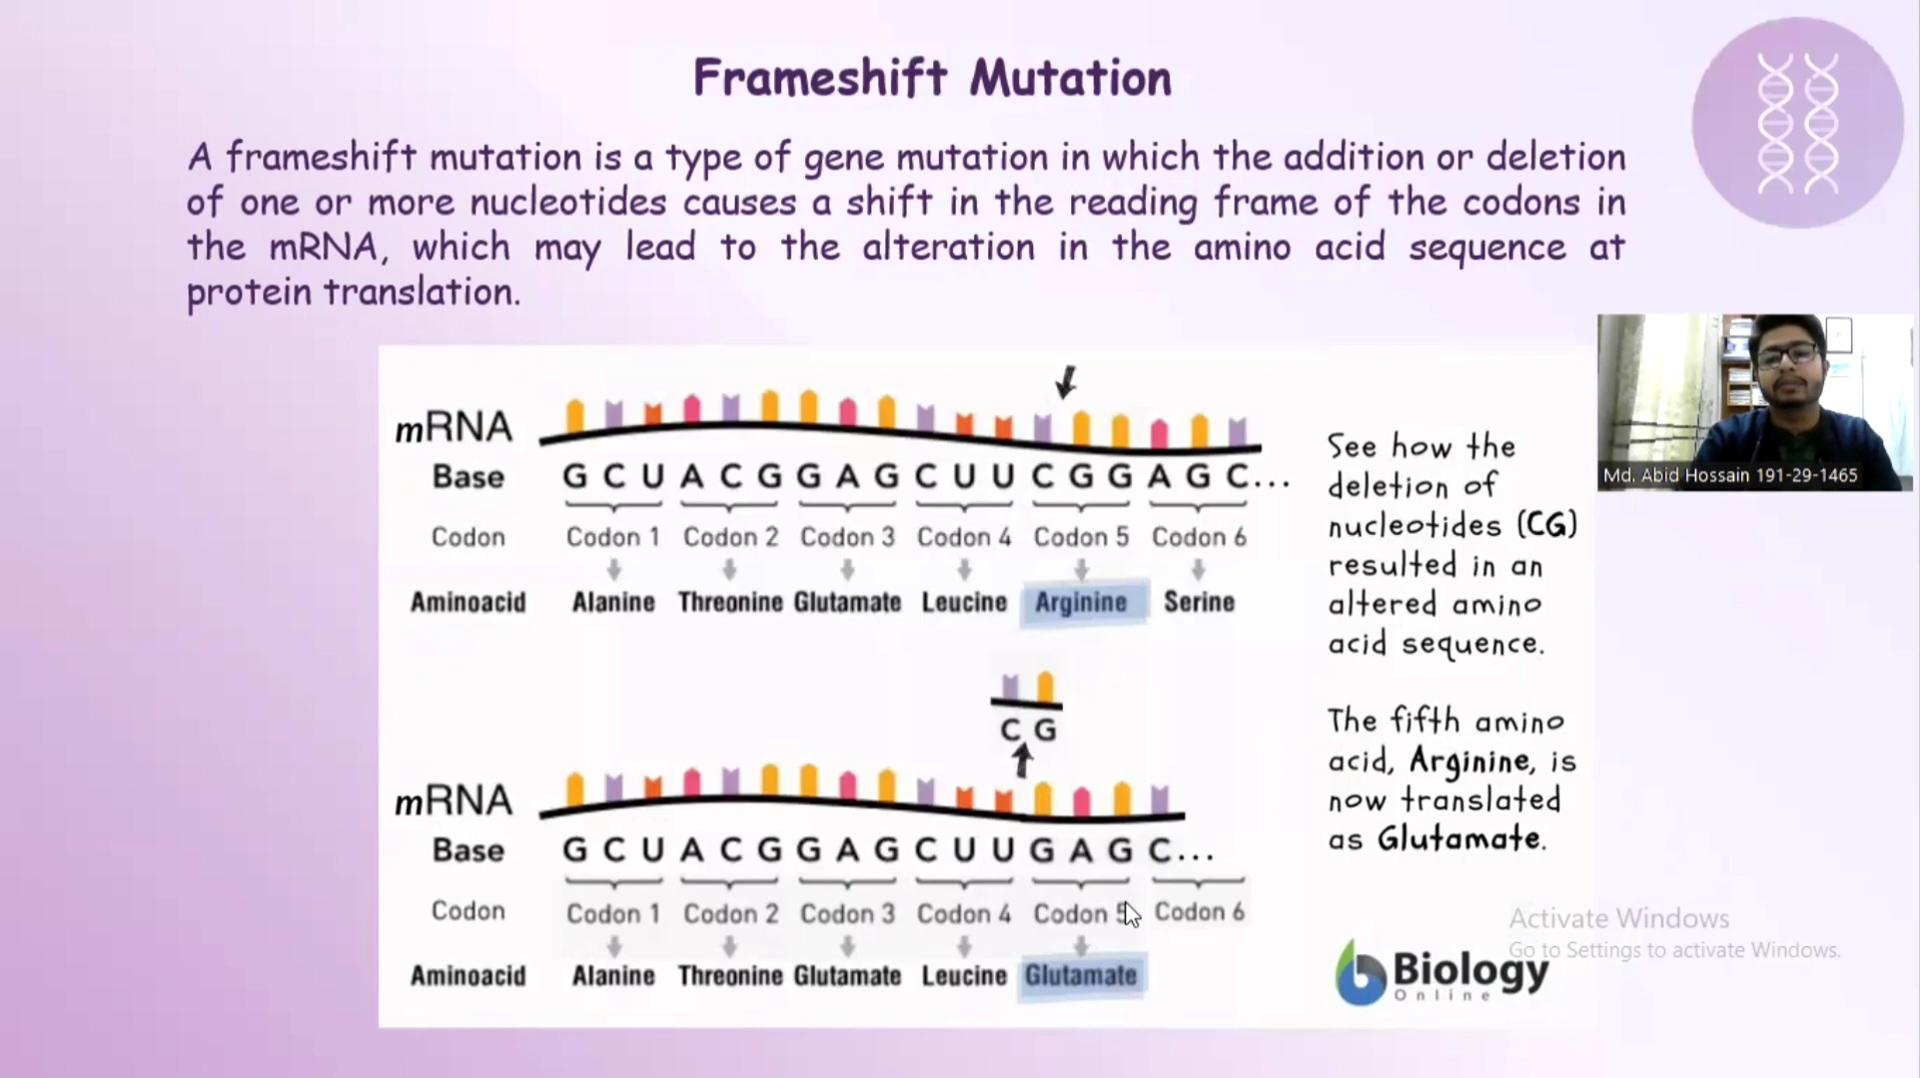 Frameshift Mutation
A frameshift mutation is a type of gene mutation in which the addition or deletion
of one or more nucleotides causes a shift in the reading frame of the codons in
the mRNA, which may lead to the alteration in the amino acid sequence at
protein translation.
mRNA
Base G C U A C G G A G C U U C G G A G C...
Codon Codon 1 Codon 2 Codon 3 Codon 4 Codon 5 Codon 6
Aminoacid Alanine Threonine Glutamate Leucine Arginine Serine
C G
mRNA
Base G C U A C G G A G C U U G A G C...
Codon Codon 1 Codon 2 Codon 3 Codon 4 Codon 5 Codon 6
Aminoacid Alanine Threonine Glutamate Leucine Glutamate
See how the
deletion of
nucleotides (CG)
resulted in an
altered amino
acid sequence.
The fifth amino
acid, Arginine, is
now translated
as Glutamate.
Biology
Online
Md. Abid Hossain 191-29-1465
Activate Windows
Go to Settings to activate Windows.